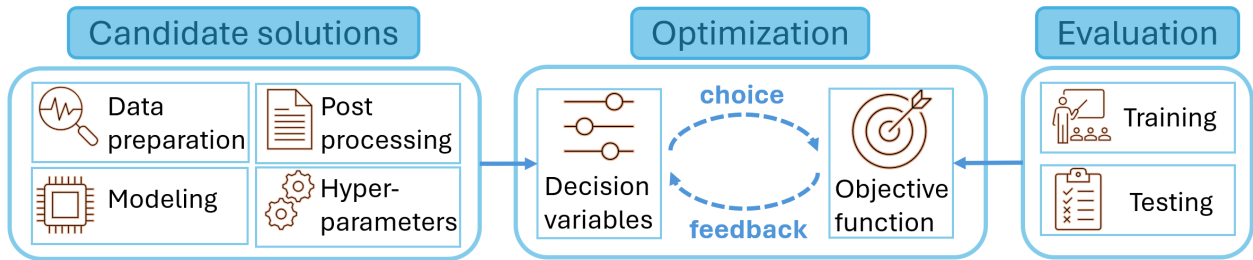 Candidate solutions
Data
preparation
Post
processing
Modeling
Hyper-
parameters
Optimization
Decision
variables
choice
feedback
Objective
function
Evaluation
Training
Testing